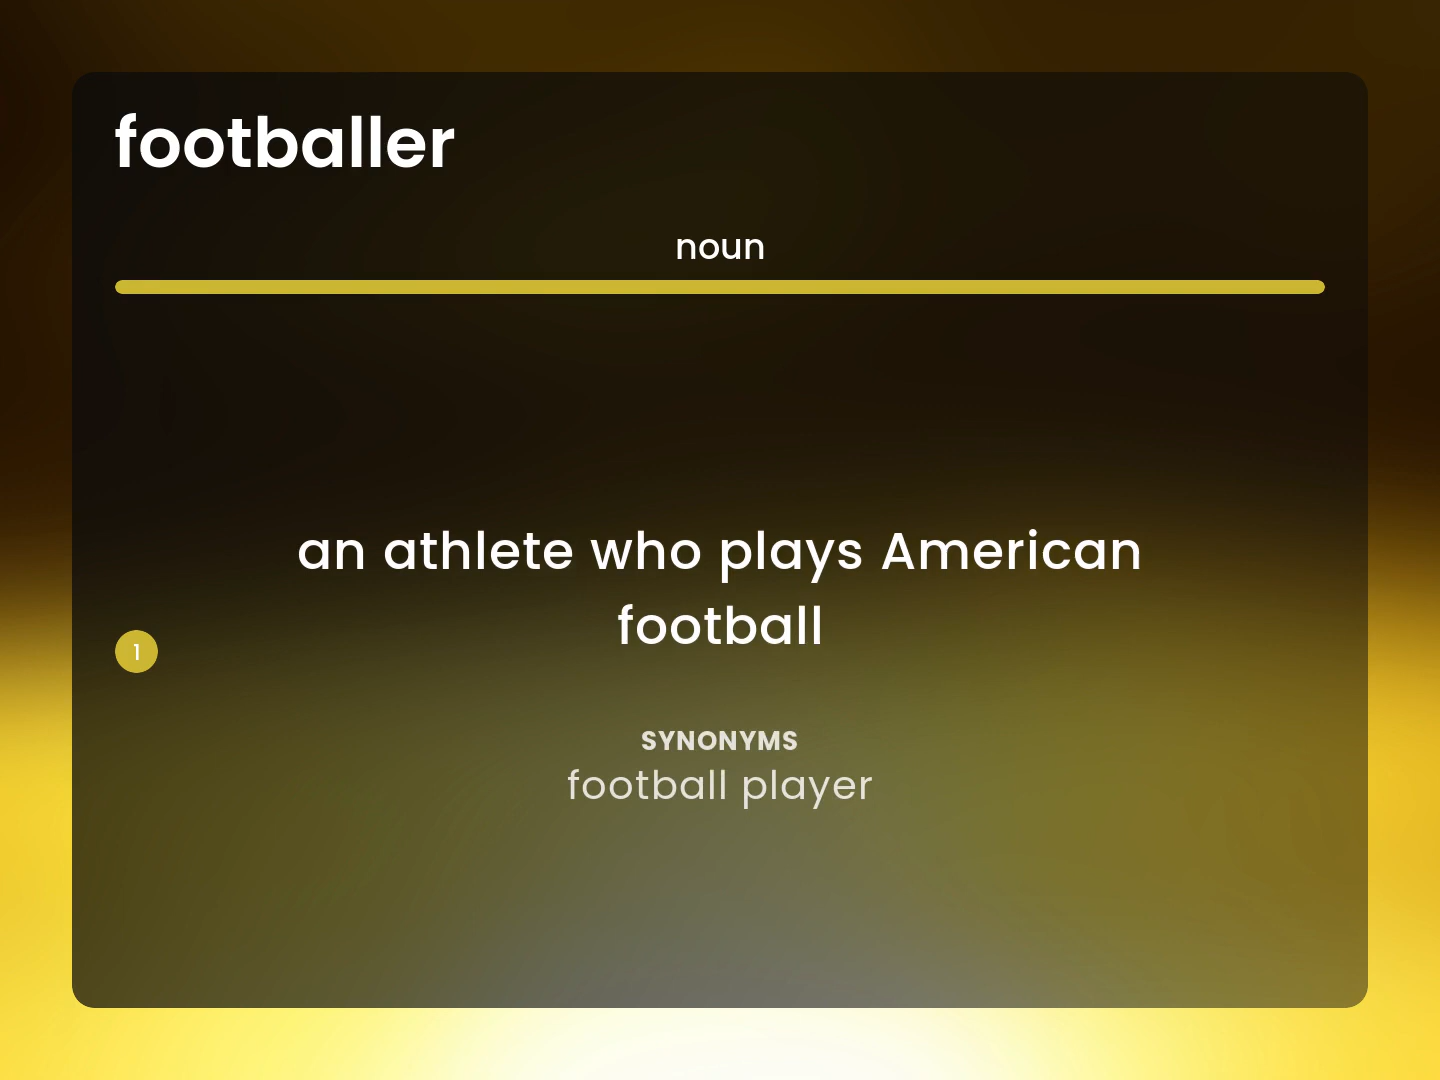 footballer
noun
an athlete who plays American
football
1
SYNONYMS
football player